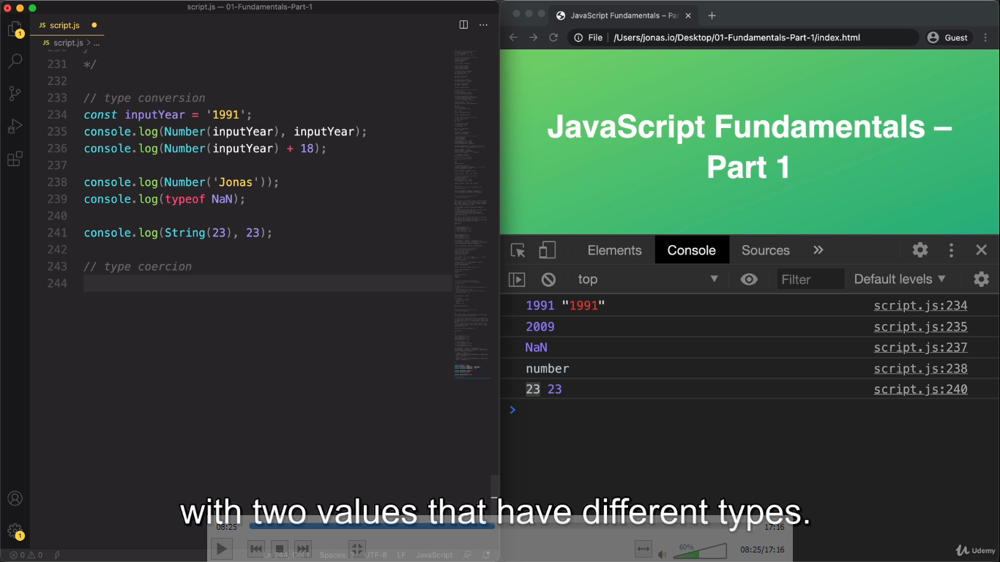 script.js — 01-Fundamentals-Part-1
JS script.js
JS script.js > ...
231 */
232
233 // type conversion
234 const inputYear = '1991';
235 console.log(Number(inputYear), inputYear);
236 console.log(Number(inputYear) + 18);
237
238 console.log(Number('Jonas'));
239 console.log(typeof NaN);
240
241 console.log(String(23), 23);
242
243 // type coercion
244
JavaScript Fundamentals – Par
File /Users/jonas.io/Desktop/01-Fundamentals-Part-1/index.html
Guest
JavaScript Fundamentals –
Part 1
Elements Console Sources »
top Filter Default levels
1991 "1991" script.js:234
2009 script.js:235
NaN script.js:237
number script.js:238
23 23 script.js:240
with two values that have different types.
08:25 17:16
60% 08:25/17:16
0 0 Ln 244, Col 1 Spaces: 2 UTF-8 LF JavaScript
Udemy